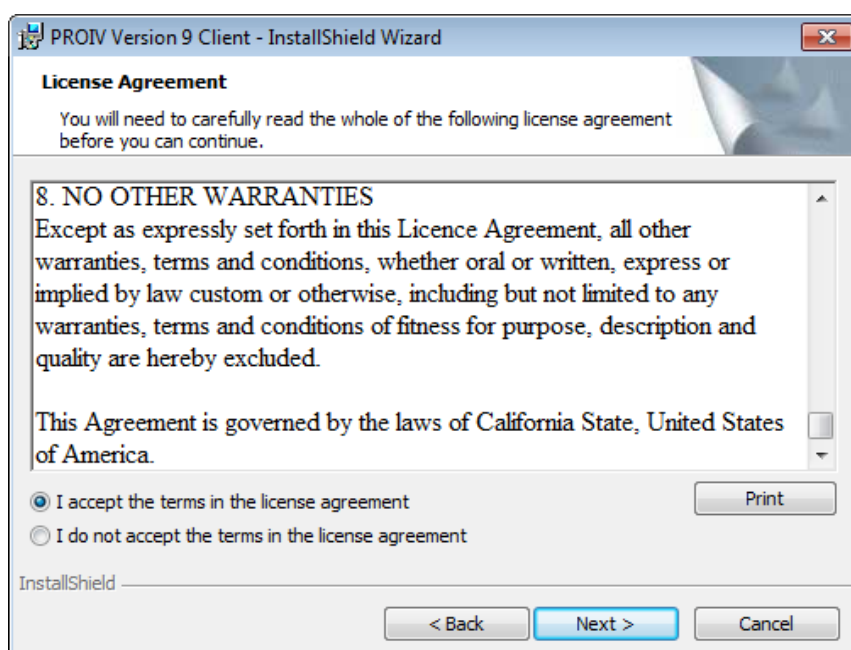 PROIV Version 9 Client - InstallShield Wizard
License Agreement
You will need to carefully read the whole of the following license agreement
before you can continue.
8. NO OTHER WARRANTIES
Except as expressly set forth in this Licence Agreement, all other
warranties, terms and conditions, whether oral or written, express or
implied by law custom or otherwise, including but not limited to any
warranties, terms and conditions of fitness for purpose, description and
quality are hereby excluded.
This Agreement is governed by the laws of California State, United States
of America.
I accept the terms in the license agreement
Print
I do not accept the terms in the license agreement
InstallShield
< Back
Next >
Cancel